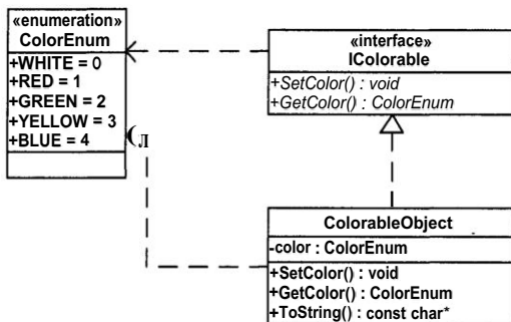 «enumeration»
ColorEnum
+WHITE = 0
+RED = 1
+GREEN = 2
+YELLOW = 3
+BLUE = 4
«interface»
IColorable
+SetColor() : void
+GetColor() : ColorEnum
ColorableObject
-color : ColorEnum
+SetColor() : void
+GetColor() : ColorEnum
+ToString() : const char*